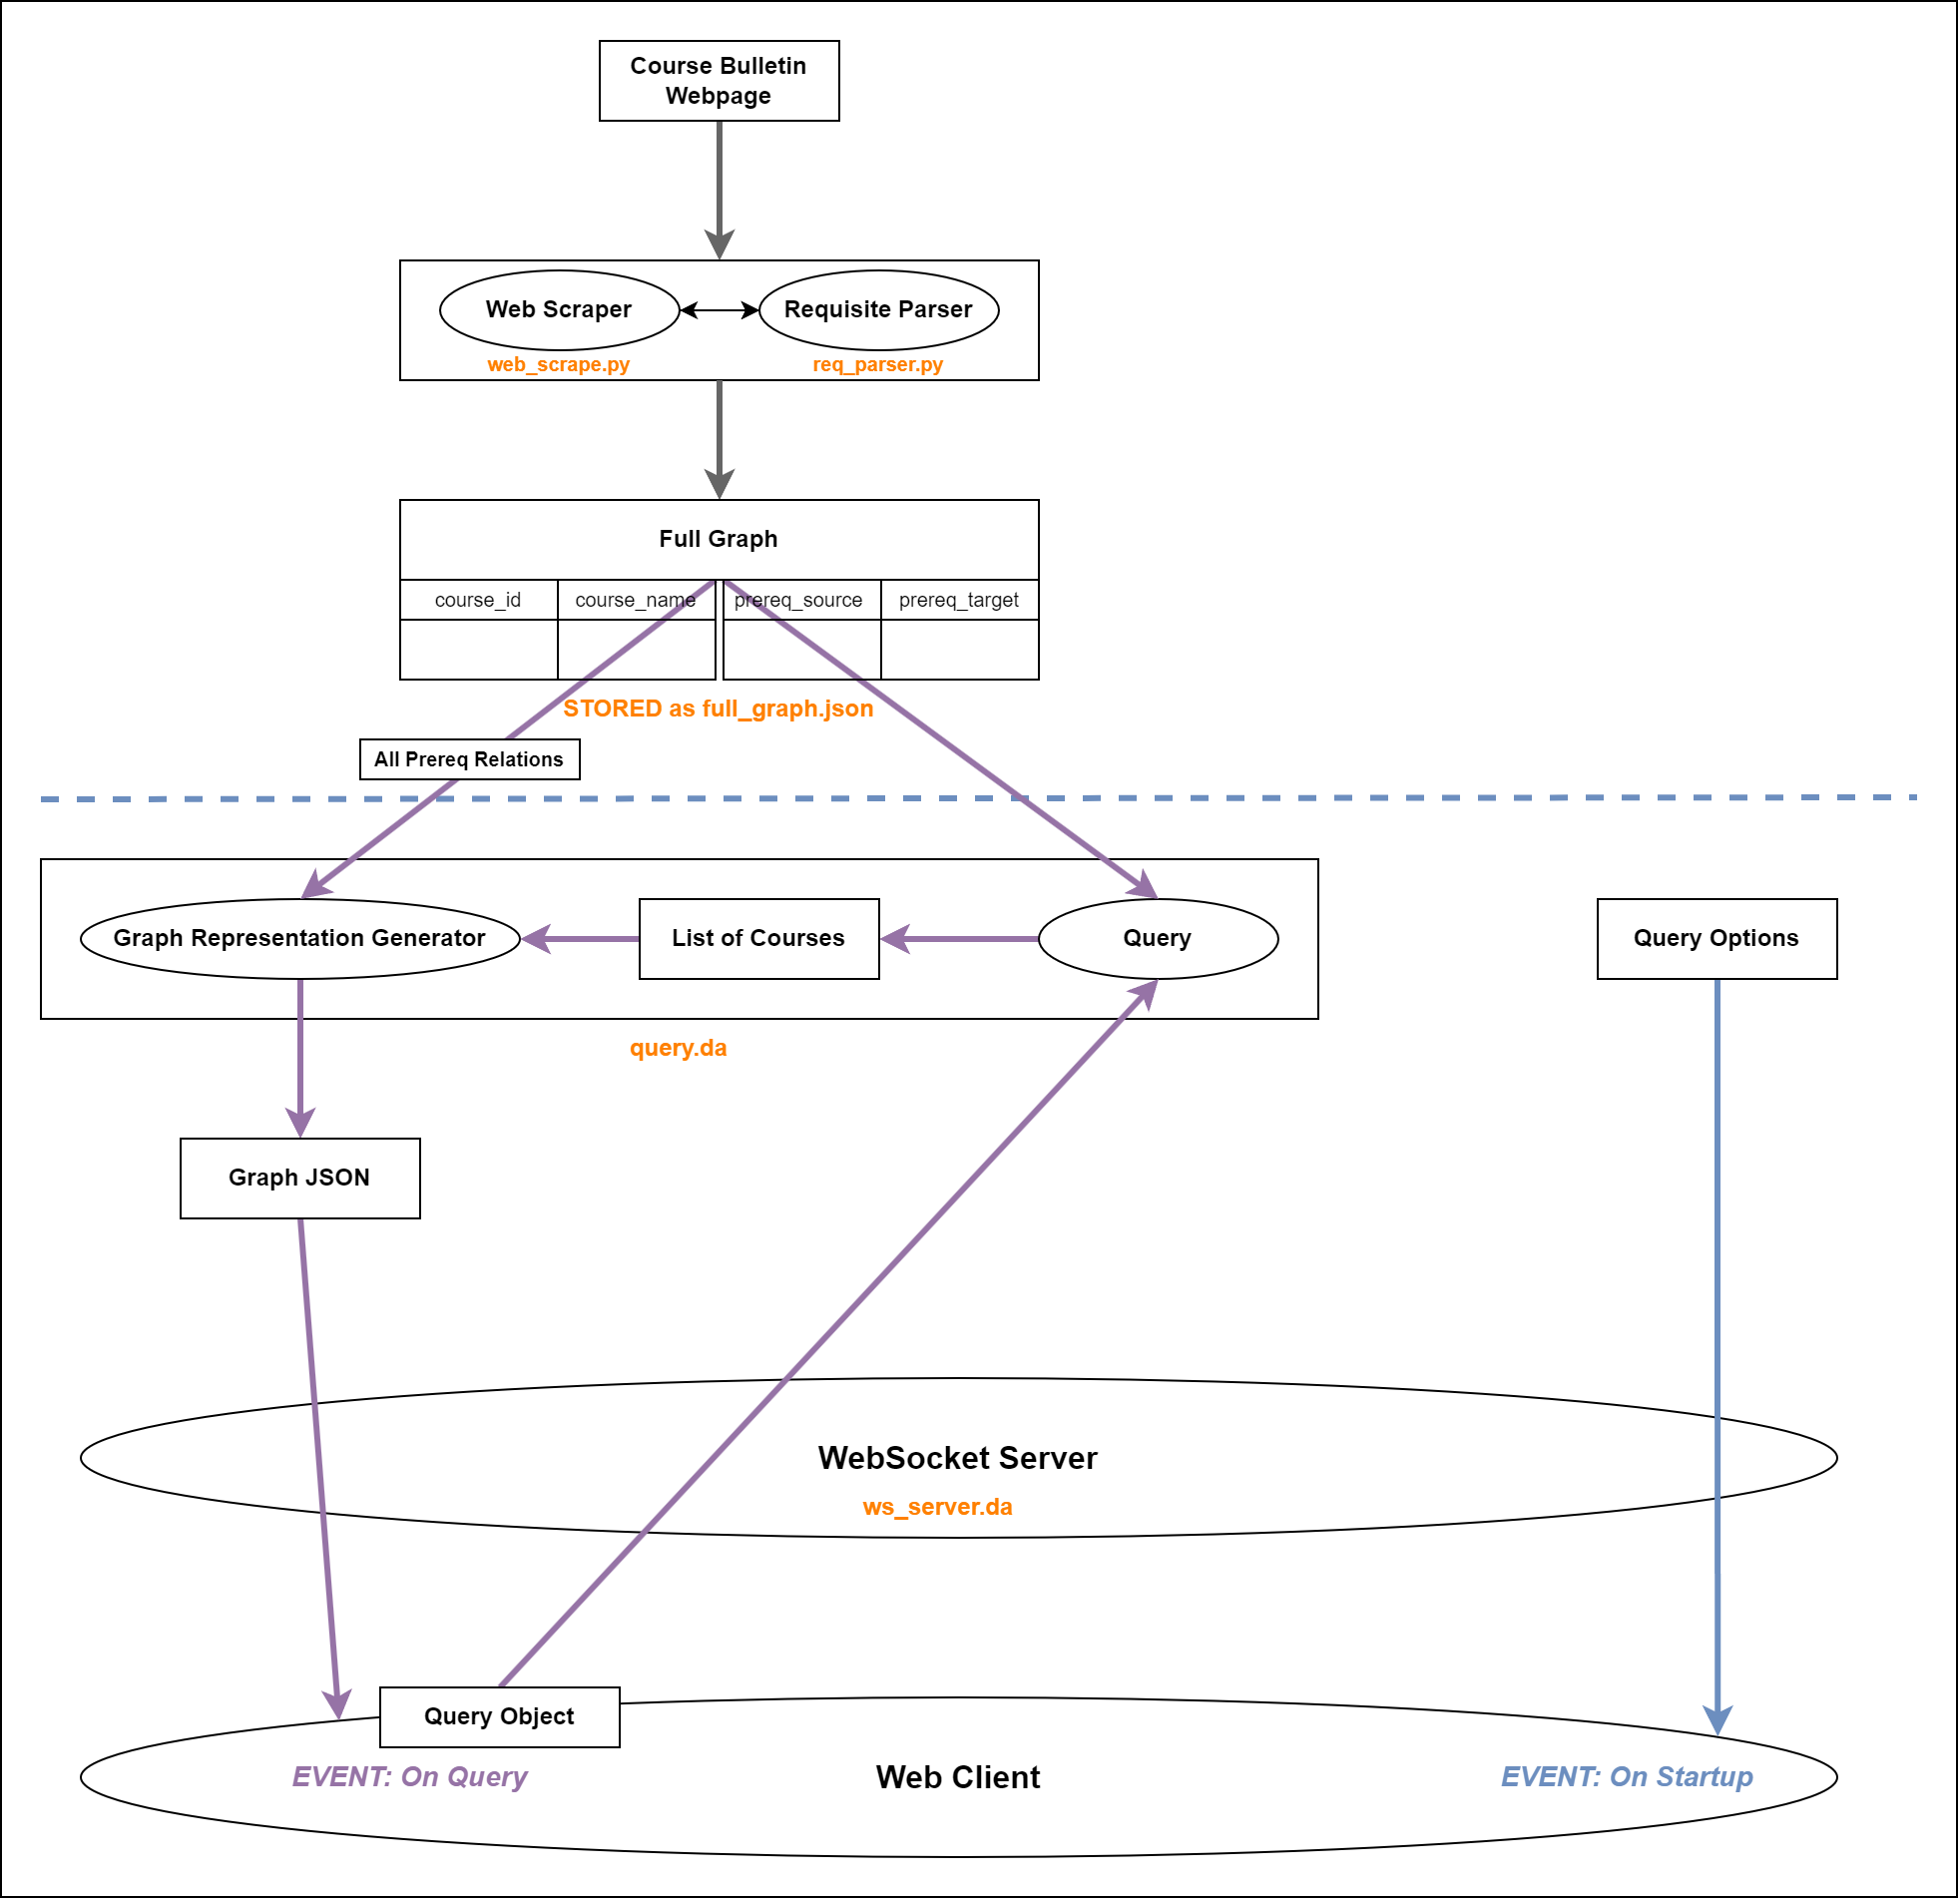 Course Bulletin
Webpage
Web Scraper
Requisite Parser
web_scrape.py
req_parser.py
Full Graph
course_id
course_name
prereq_source
prereq_target
STORED as full_graph.json
All Prereq Relations
Graph Representation Generator
List of Courses
Query
Query Options
query.da
Graph JSON
WebSocket Server
ws_server.da
Query Object
EVENT: On Query
Web Client
EVENT: On Startup